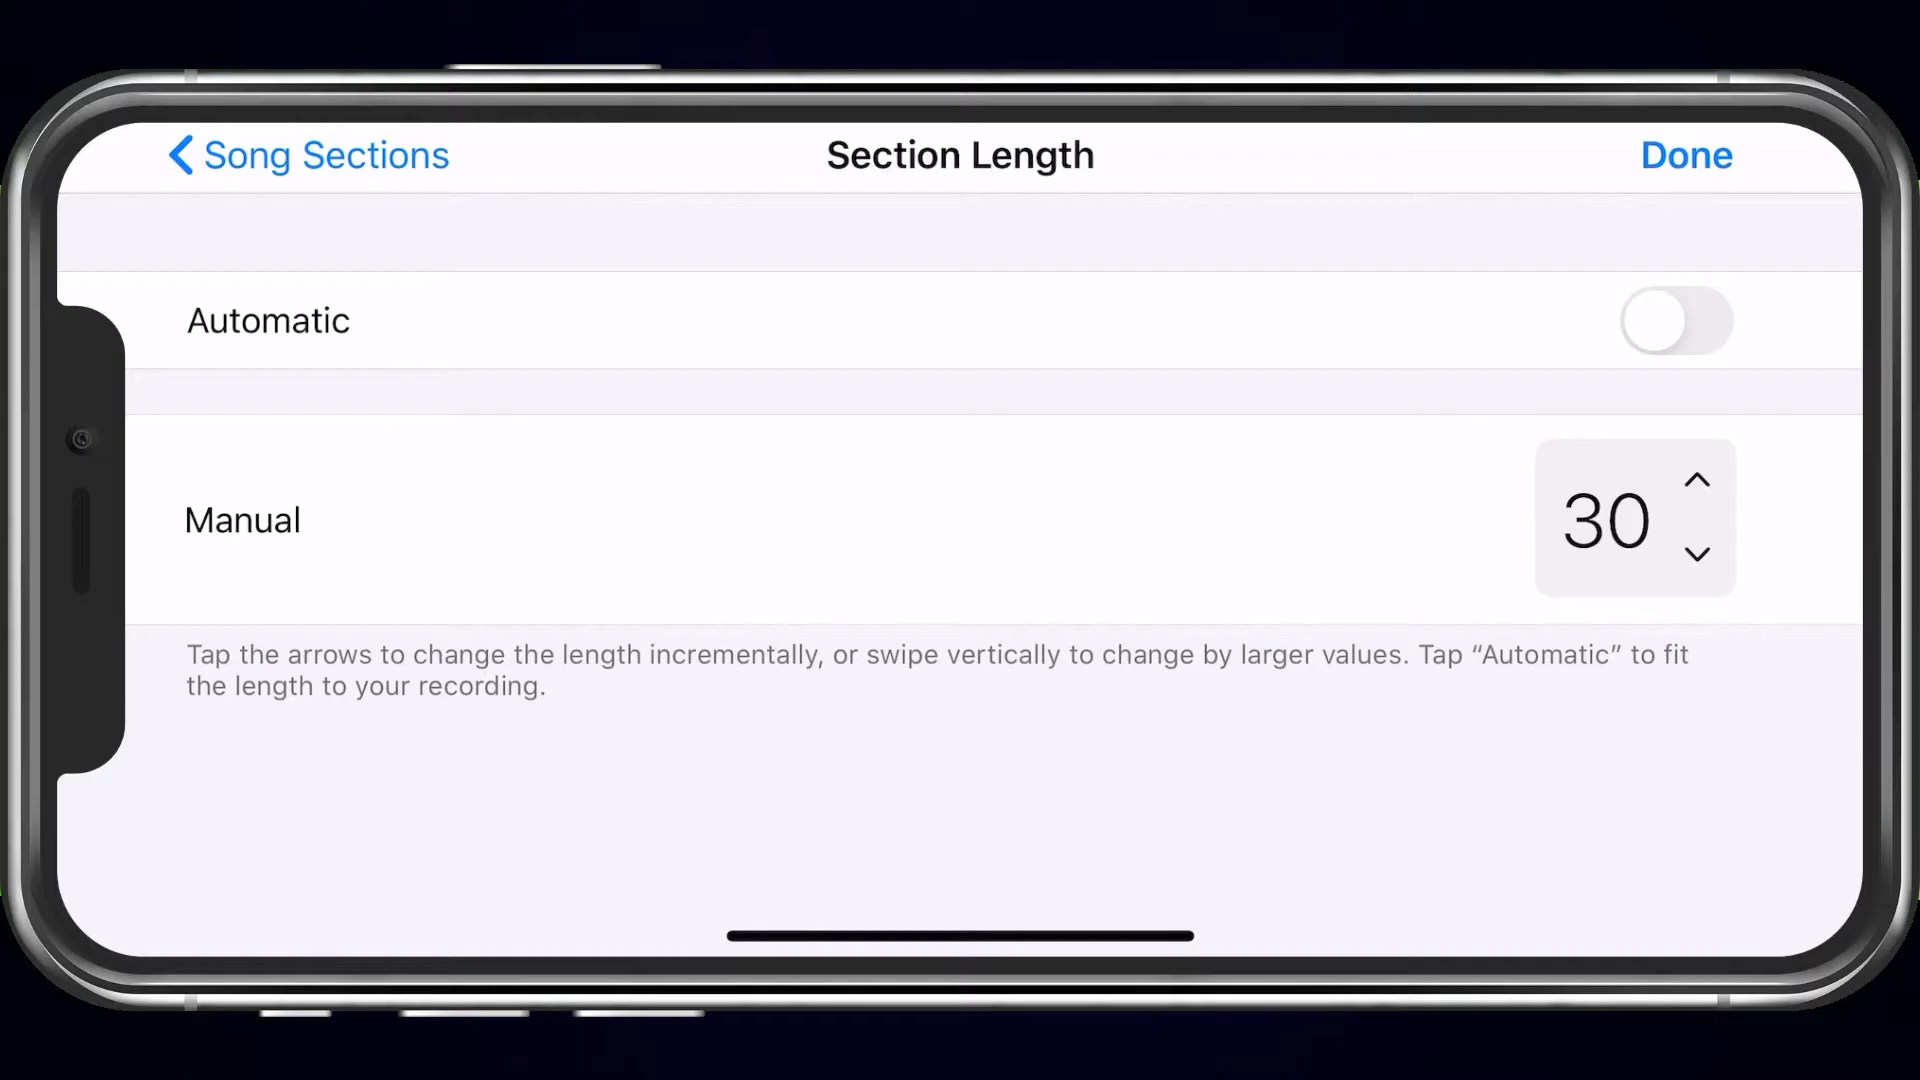 Song Sections
Section Length
Done
Automatic
Manual
30
Tap the arrows to change the length incrementally, or swipe vertically to change by larger values. Tap “Automatic” to fit
the length to your recording.